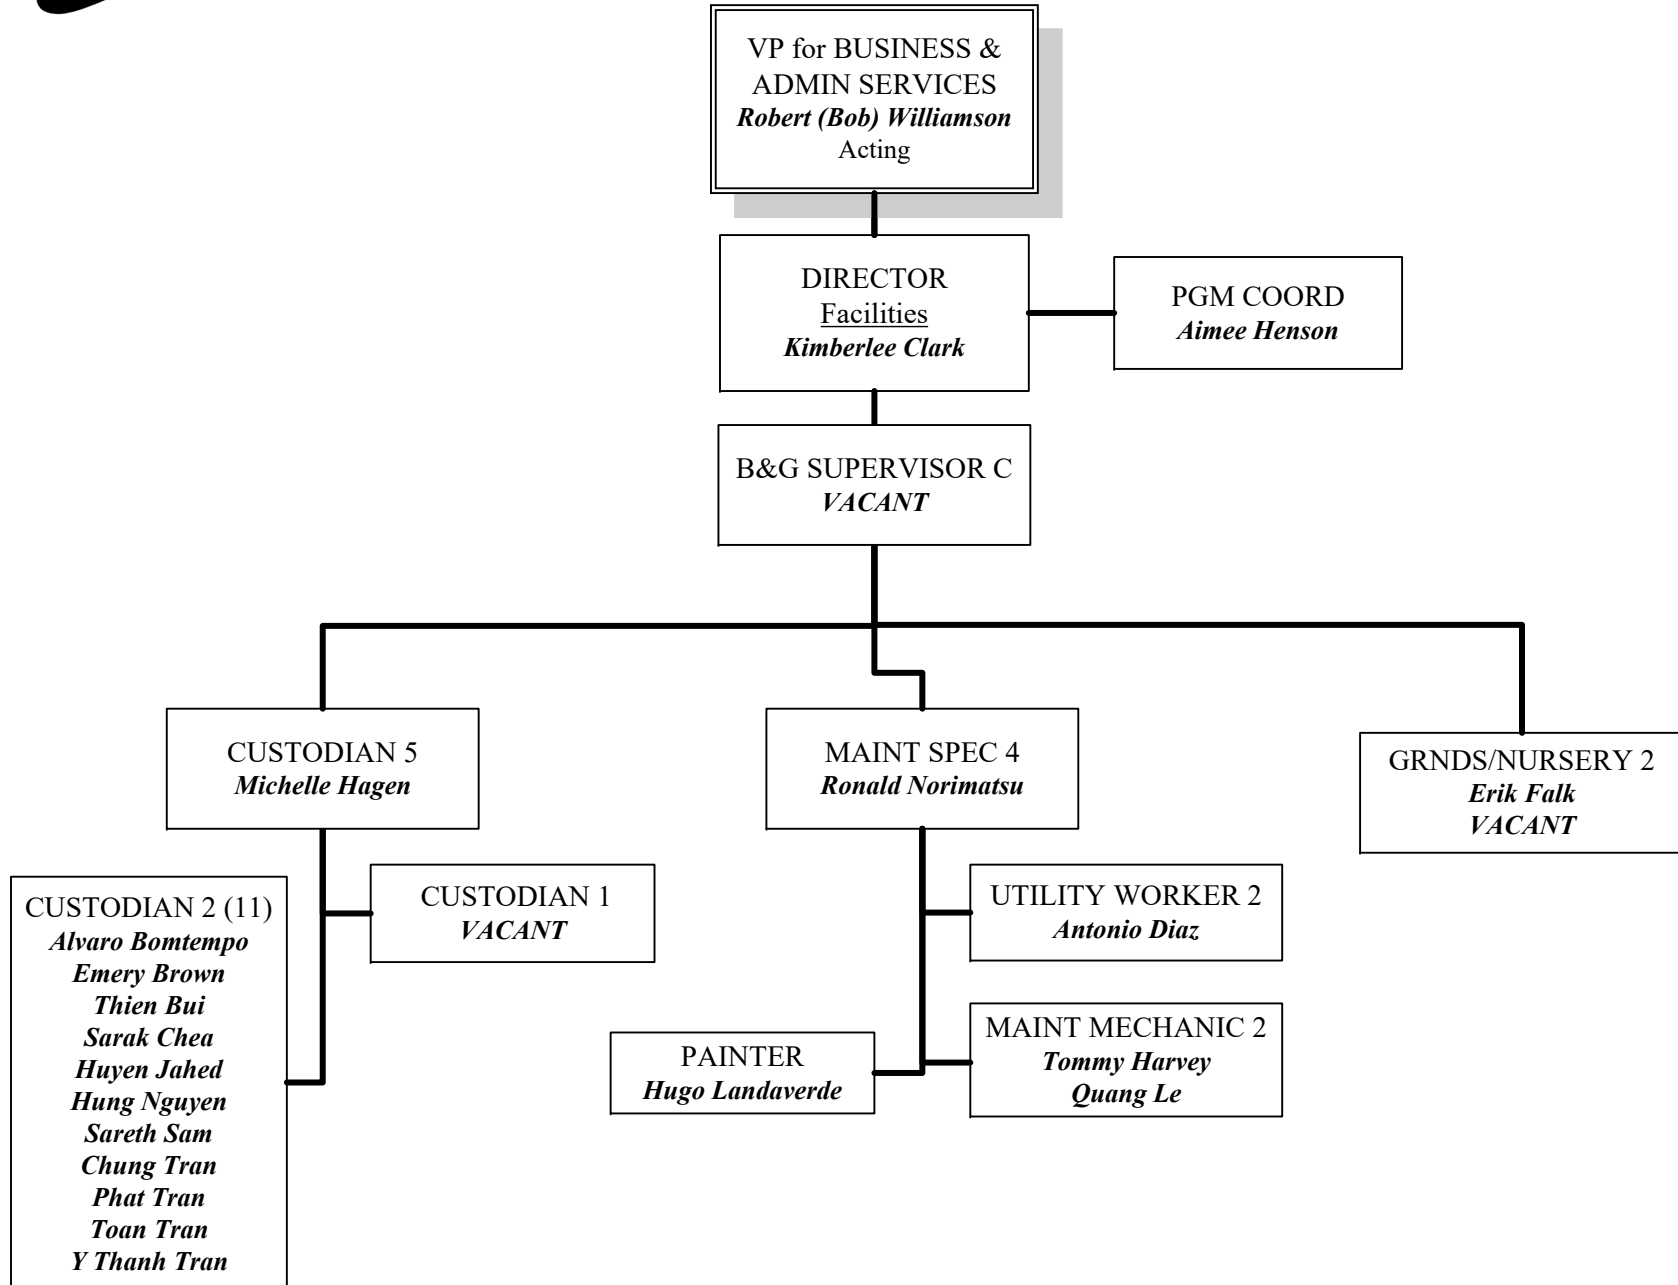 VP for BUSINESS &
ADMIN SERVICES
Robert (Bob) Williamson
Acting
DIRECTOR
Facilities
Kimberlee Clark
PGM COORD
Aimee Henson
B&G SUPERVISOR C
VACANT
CUSTODIAN 5
Michelle Hagen
MAINT SPEC 4
Ronald Norimatsu
GRNDS/NURSERY 2
Erik Falk
VACANT
CUSTODIAN 2 (11)
Alvaro Bomtempo
Emery Brown
Thien Bui
Sarak Chea
Huyen Jahed
Hung Nguyen
Sareth Sam
Chung Tran
Phat Tran
Toan Tran
Y Thanh Tran
CUSTODIAN 1
VACANT
UTILITY WORKER 2
Antonio Diaz
PAINTER
Hugo Landaverde
MAINT MECHANIC 2
Tommy Harvey
Quang Le